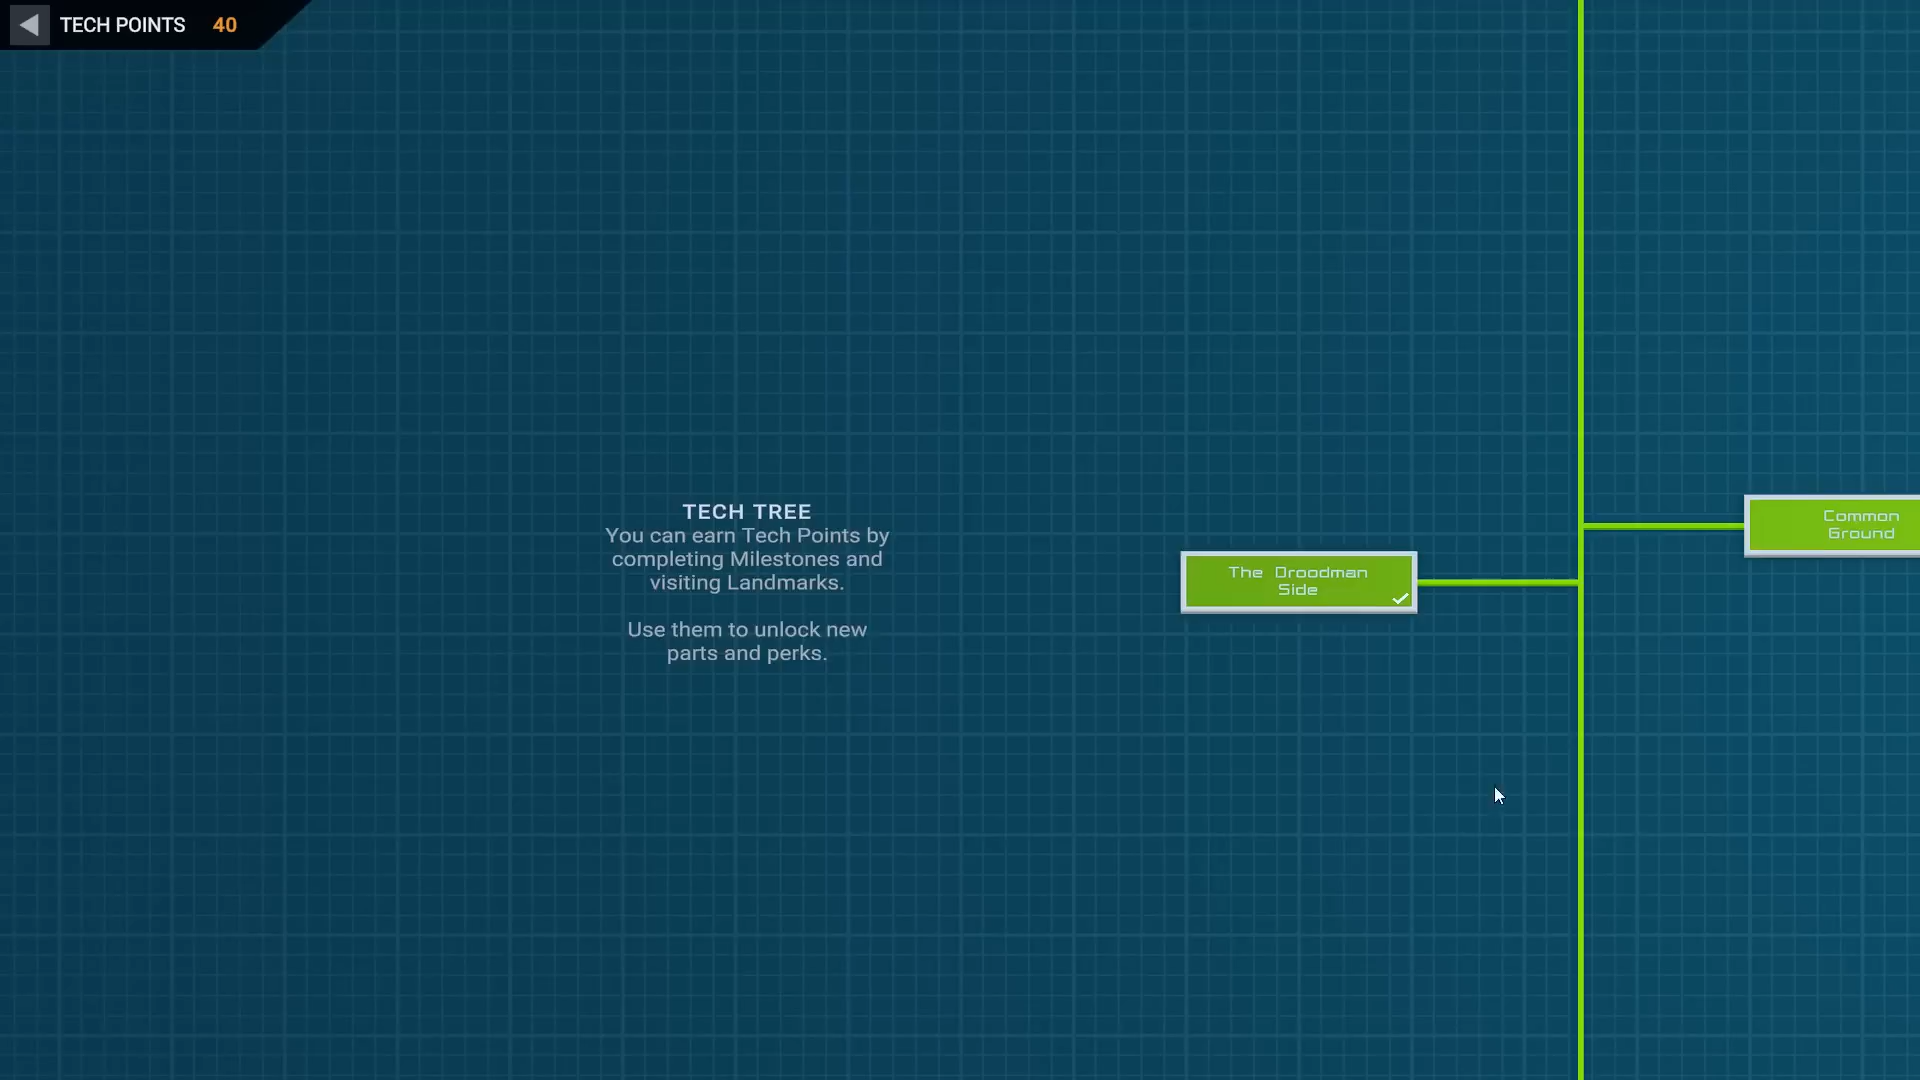 TECH POINTS 40
TECH TREE
You can earn Tech Points by
completing Milestones and
visiting Landmarks.
Use them to unlock new
parts and perks.
The Droodman
Side
Common
Ground